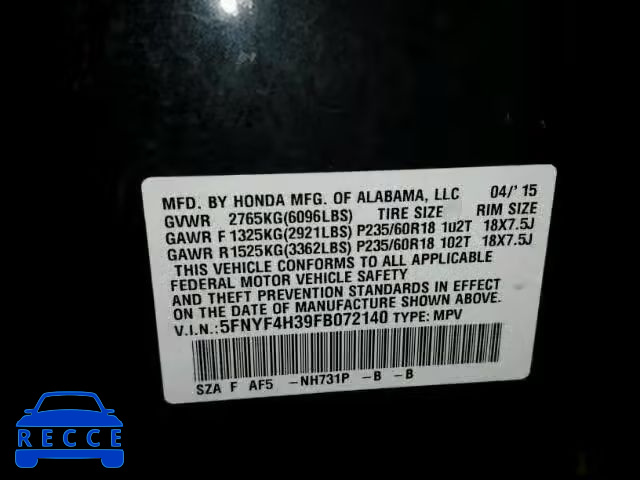 MFD. BY HONDA MFG. OF ALABAMA, LLC 04/'15
GVWR 2765KG(6096LBS) TIRE SIZE RIM SIZE
GAWR F 1325KG(2921LBS) P235/60R18 102T 18X7.5J
GAWR R1525KG(3362LBS) P235/60R18 102T 18X7.5J
THIS VEHICLE CONFORMS TO ALL APPLICABLE
FEDERAL MOTOR VEHICLE SAFETY
AND THEFT PREVENTION STANDARDS IN EFFECT
ON THE DATE OF MANUFACTURE SHOWN ABOVE.
V.I.N.:5FNYF4H39FB072140 TYPE: MPV
SZA F AF5 -NH731P -B -B
RECCE